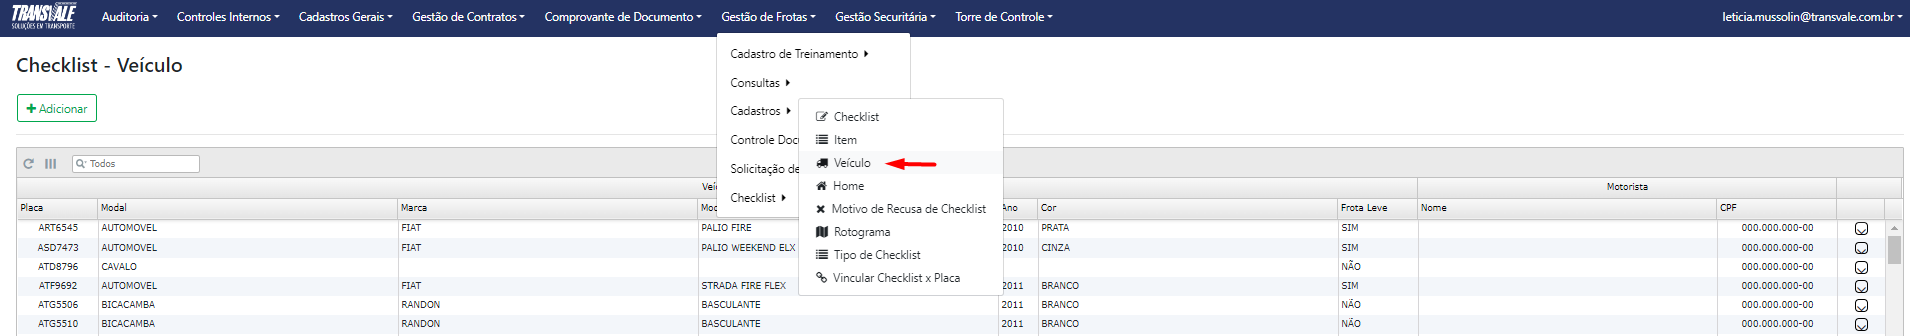 TRANSVALE
SOLUÇÕES EM TRANSPORTE
Auditoria
Controles Internos
Cadastros Gerais
Gestão de Contratos
Comprovante de Documento
Gestão de Frotas
Gestão Securitária
Torre de Controle
leticia.mussolin@transvale.com.br
Checklist - Veículo
Adicionar
Cadastro de Treinamento
Consultas
Cadastros
Controle Docu
Solicitação de
Checklist
Checklist
Item
Veículo
Home
Motivo de Recusa de Checklist
Rotograma
Tipo de Checklist
Vincular Checklist x Placa
Todos
Veíc Motorista
Placa Modal Marca Mod Ano Cor Frota Leve Nome CPF
ART6545 AUTOMOVEL FIAT PALIO FIRE 2010 PRATA SIM 000.000.000-00
ASD7473 AUTOMOVEL FIAT PALIO WEEKEND ELX 2010 CINZA SIM 000.000.000-00
ATD8796 CAVALO NÃO 000.000.000-00
ATF9692 AUTOMOVEL FIAT STRADA FIRE FLEX 2011 BRANCO SIM 000.000.000-00
ATG5506 BICACAMBA RANDON BASCULANTE 2011 BRANCO NÃO 000.000.000-00
ATG5510 BICACAMBA RANDON BASCULANTE 2011 BRANCO NÃO 000.000.000-00